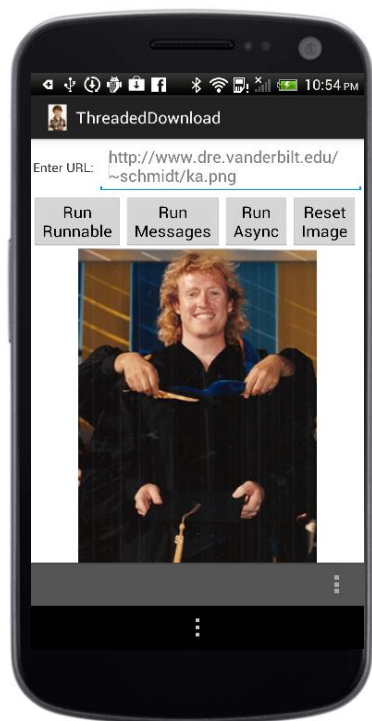 10:54 PM
ThreadedDownload
Enter URL:
http://www.dre.vanderbilt.edu/
~schmidt/ka.png
Run
Runnable
Run
Messages
Run
Async
Reset
Image